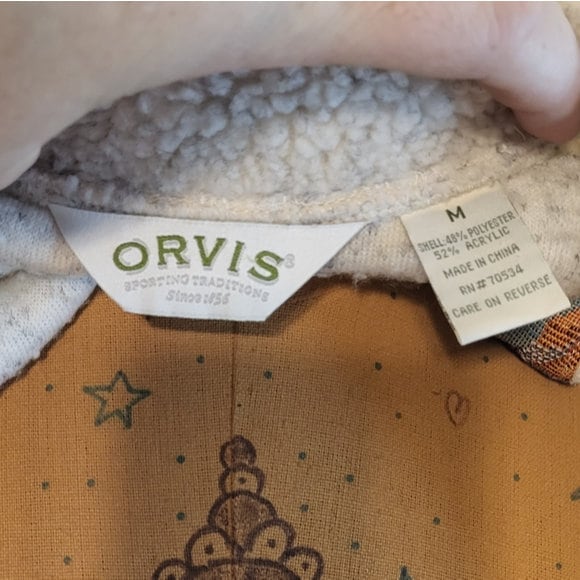 ORVIS®
SPORTING TRADITIONS
Since 1856
M
SHELL:48% POLYESTER
52% ACRYLIC
MADE IN CHINA
RN# 70534
CARE ON REVERSE